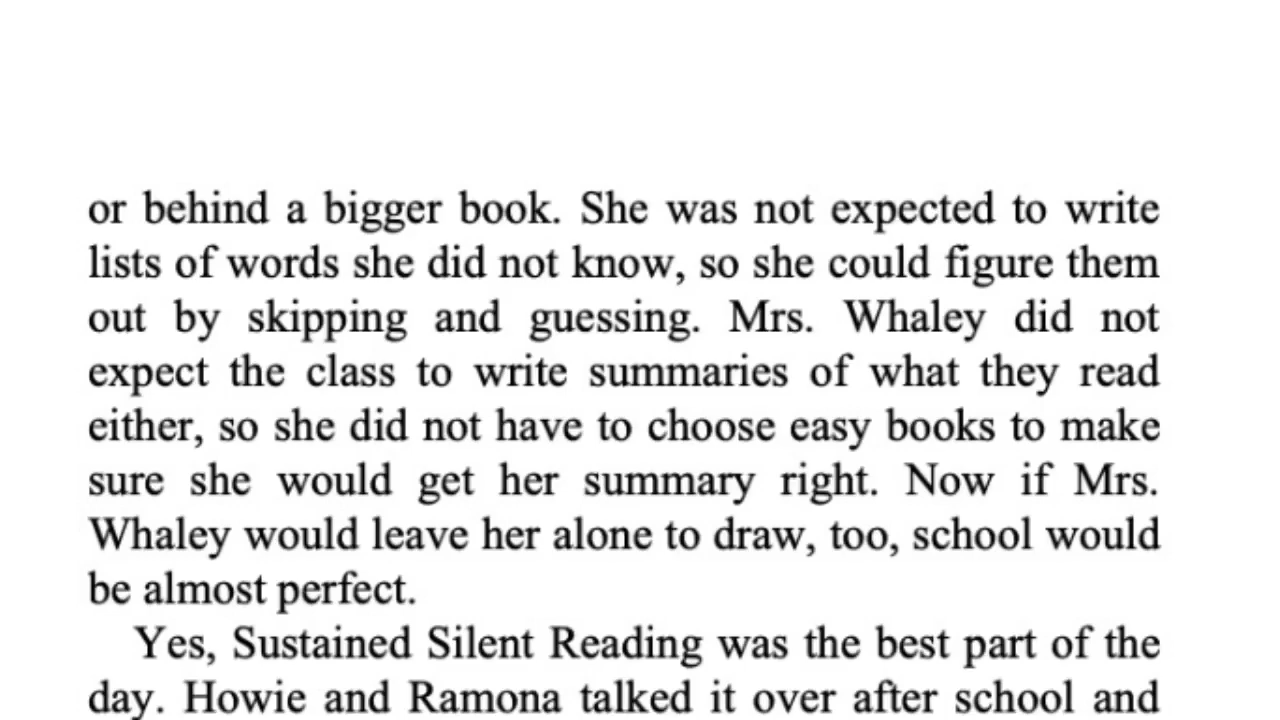 or behind a bigger book. She was not expected to write
lists of words she did not know, so she could figure them
out by skipping and guessing. Mrs. Whaley did not
expect the class to write summaries of what they read
either, so she did not have to choose easy books to make
sure she would get her summary right. Now if Mrs.
Whaley would leave her alone to draw, too, school would
be almost perfect.
Yes, Sustained Silent Reading was the best part of the
day. Howie and Ramona talked it over after school and